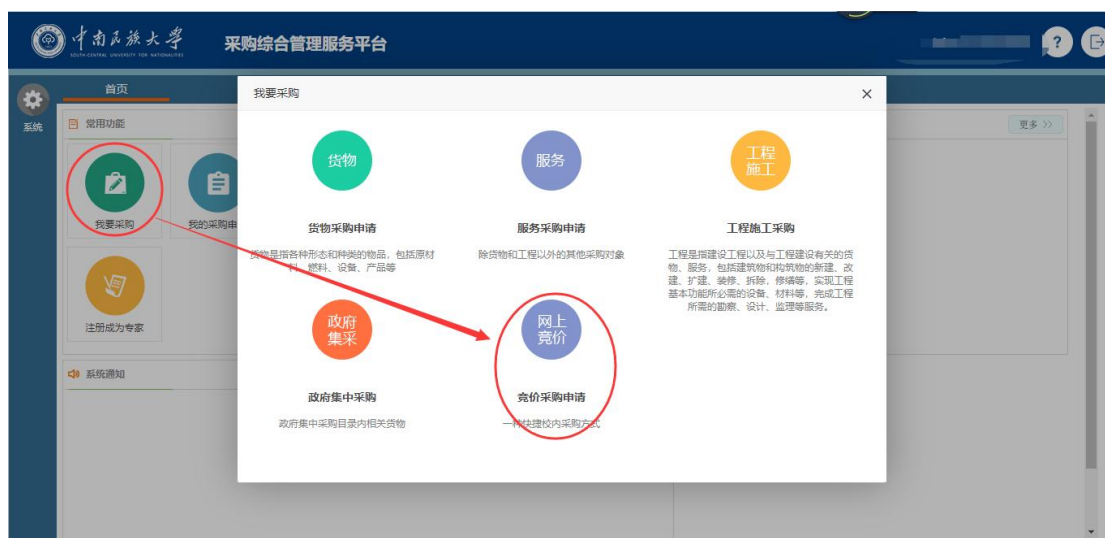 中南民族大学
SOUTH-CENTRAL UNIVERSITY FOR NATIONALITIES
采购综合管理服务平台
?
首页
系统
常用功能
更多 >>
我要采购
我的采购申
注册成为专家
系统通知
我要采购
×
货物
货物采购申请
货物是指各种形态和种类的物品，包括原材
料、燃料、设备、产品等
服务
服务采购申请
除货物和工程以外的其他采购对象
工程
施工
工程施工采购
工程是指建设工程以及与工程建设有关的货
物、服务，包括建筑物和构筑物的新建、改
建、扩建、装修、拆除，修缮等，实现工程
基本功能所必需的设备、材料等，完成工程
所需的勘察、设计、监理等服务。
政府
集采
政府集中采购
政府集中采购目录内相关货物
网上
竞价
竞价采购申请
一种快捷校内采购方式